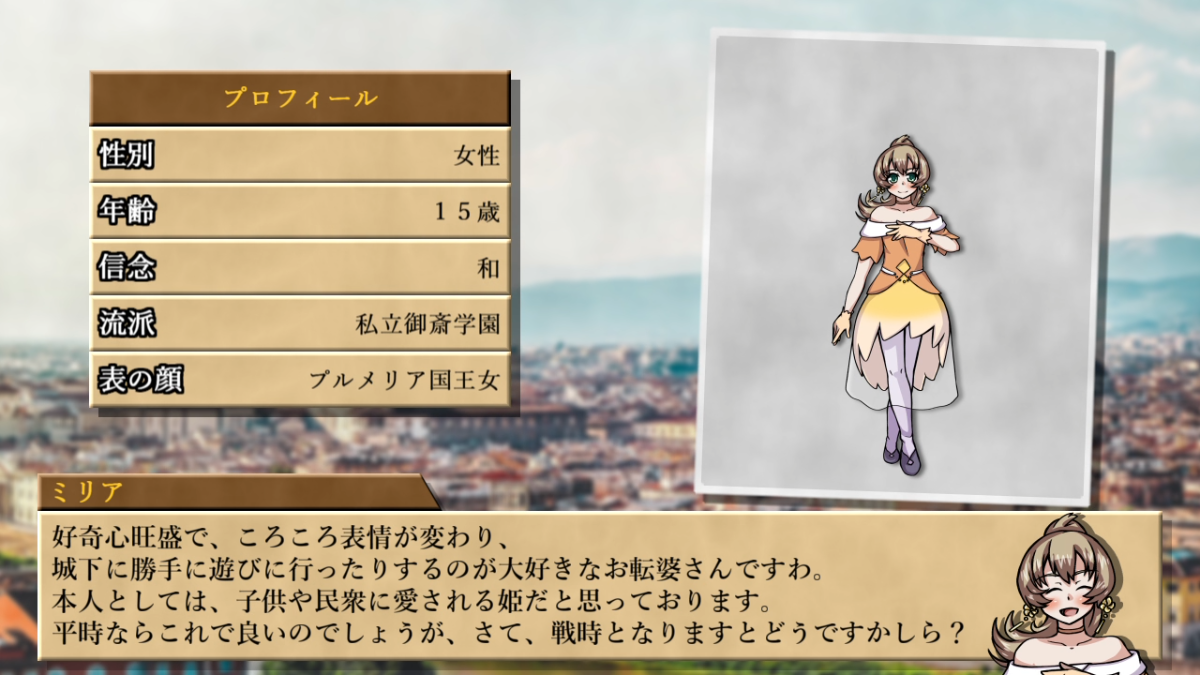 プロフィール
性別 女性
年齢 15歳
信念 和
流派 私立御斎学園
表の顔 プルメリア国王女
ミリア
好奇心旺盛で、ころころ表情が変わり、
城下に勝手に遊びに行ったりするのが大好きなお転婆さんですわ。
本人としては、子供や民衆に愛される姫だと思っております。
平時ならこれで良いのでしょうが、さて、戦時となりますとどうですかしら？